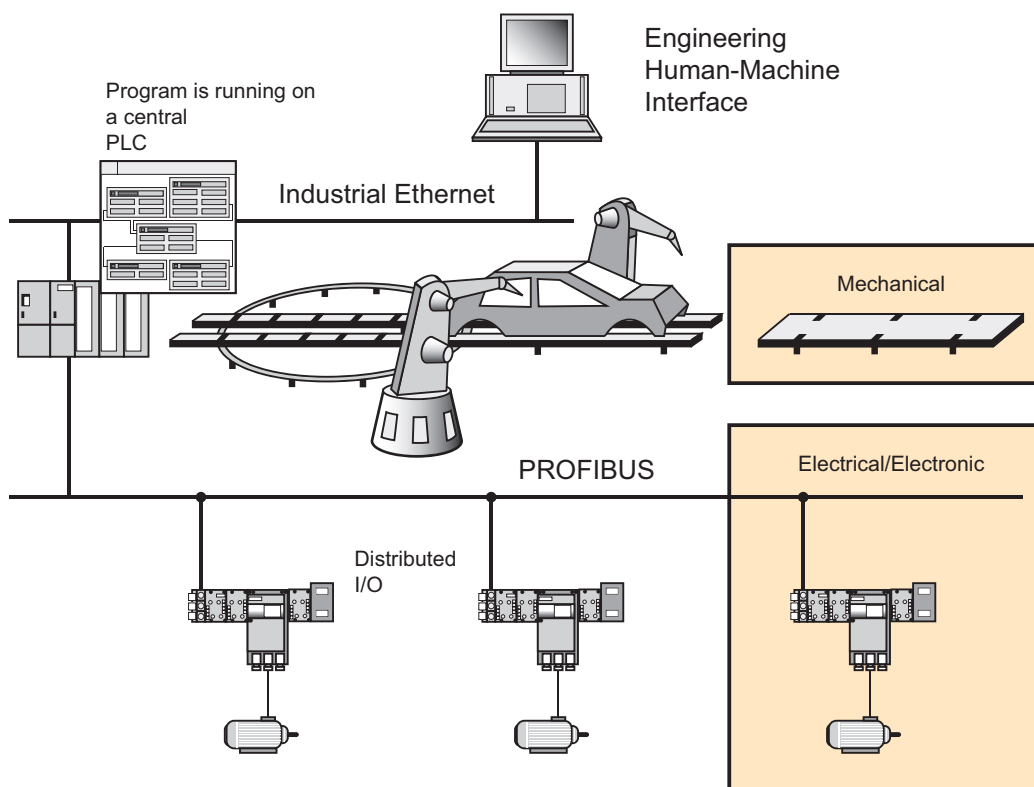 Engineering
Human-Machine
Interface
Program is running on
a central
PLC
Industrial Ethernet
Mechanical
PROFIBUS
Electrical/Electronic
Distributed
I/O